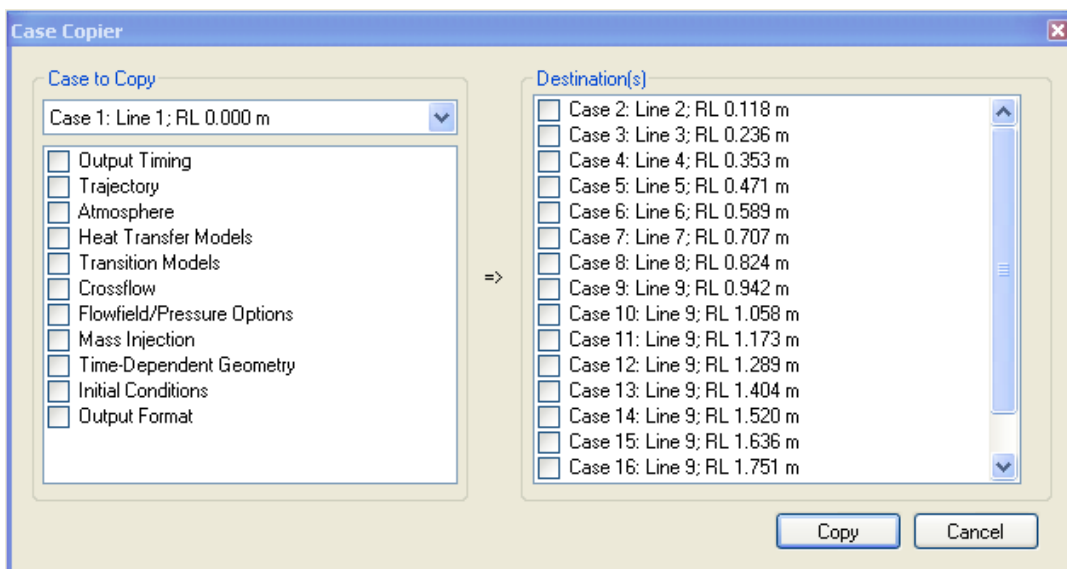 Case Copier
Case to Copy
Case 1: Line 1; RL 0.000 m
Output Timing
Trajectory
Atmosphere
Heat Transfer Models
Transition Models
Crossflow
Flowfield/Pressure Options
Mass Injection
Time-Dependent Geometry
Initial Conditions
Output Format
=>
Destination(s)
Case 2: Line 2; RL 0.118 m
Case 3: Line 3; RL 0.236 m
Case 4: Line 4; RL 0.353 m
Case 5: Line 5; RL 0.471 m
Case 6: Line 6; RL 0.589 m
Case 7: Line 7; RL 0.707 m
Case 8: Line 8; RL 0.824 m
Case 9: Line 9; RL 0.942 m
Case 10: Line 9; RL 1.058 m
Case 11: Line 9; RL 1.173 m
Case 12: Line 9; RL 1.289 m
Case 13: Line 9; RL 1.404 m
Case 14: Line 9; RL 1.520 m
Case 15: Line 9; RL 1.636 m
Case 16: Line 9; RL 1.751 m
Copy
Cancel